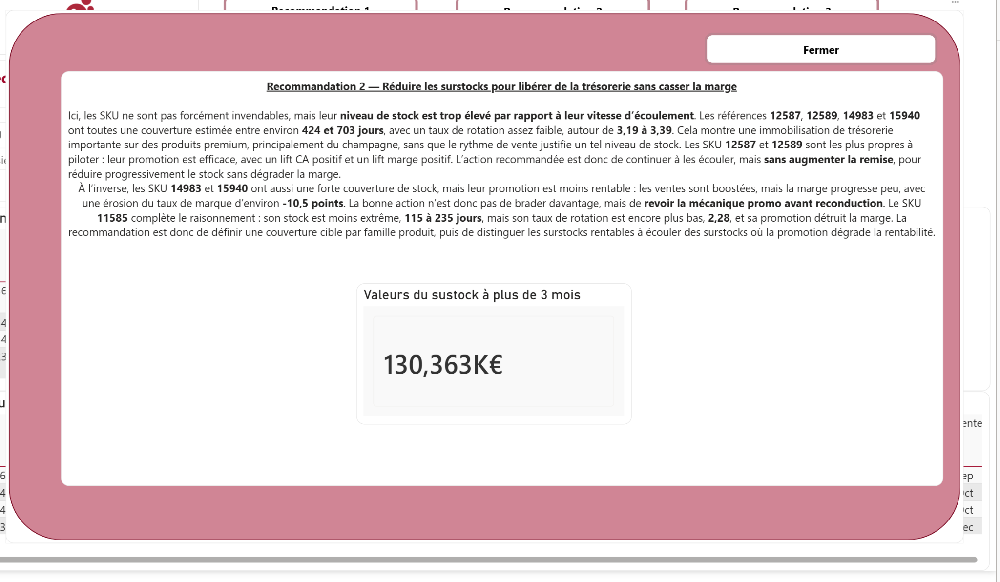 Recommandation 1
Fermer
Recommandation 2 — Réduire les surstocks pour libérer de la trésorerie sans casser la marge
Ici, les SKU ne sont pas forcément invendables, mais leur niveau de stock est trop élevé par rapport à leur vitesse d’écoulement. Les références 12587, 12589, 14983 et 15940
ont toutes une couverture estimée entre environ 424 et 703 jours, avec un taux de rotation assez faible, autour de 3,19 à 3,39. Cela montre une immobilisation de trésorerie
importante sur des produits premium, principalement du champagne, sans que le rythme de vente justifie un tel niveau de stock. Les SKU 12587 et 12589 sont les plus propres à
piloter : leur promotion est efficace, avec un lift CA positif et un lift marge positif. L’action recommandée est donc de continuer à les écouler, mais sans augmenter la remise, pour
réduire progressivement le stock sans dégrader la marge.
À l’inverse, les SKU 14983 et 15940 ont aussi une forte couverture de stock, mais leur promotion est moins rentable : les ventes sont boostées, mais la marge progresse peu, avec
une érosion du taux de marque d’environ -10,5 points. La bonne action n’est donc pas de brader davantage, mais de revoir la mécanique promo avant reconduction. Le SKU
11585 complète le raisonnement : son stock est moins extrême, 115 à 235 jours, mais son taux de rotation est encore plus bas, 2,28, et sa promotion détruit la marge. La
recommandation est donc de définir une couverture cible par famille produit, puis de distinguer les surstocks rentables à écouler des surstocks où la promotion dégrade la rentabilité.
Valeurs du sustock à plus de 3 mois
130,363K€
ente
ep
ct
ct
ec